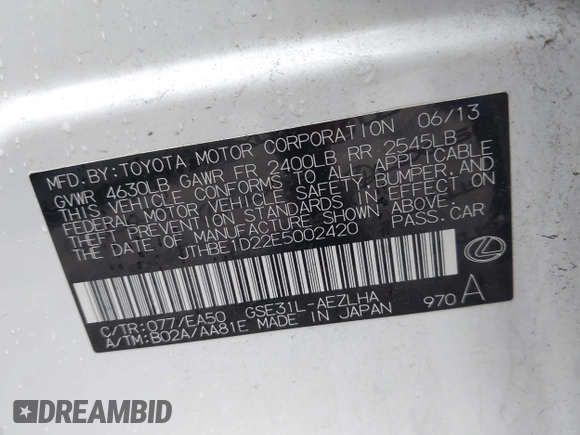 MFD.BY:TOYOTA MOTOR CORPORATION 06/13
GVWR 4630LB GAWR FR 2400LB RR 2545LB
THIS VEHICLE CONFORMS TO ALL APPLICABLE
FEDERAL MOTOR VEHICLE SAFETY, BUMPER, AND
THEFT PREVENTION STANDARDS IN EFFECT ON
THE DATE OF MANUFACTURE SHOWN ABOVE.
JTHBE1D22E5002420 PASS.CAR
C/TR:077/EA50 GSE31L-AEZLHA
A/TM:B02A/AA81E MADE IN JAPAN 970 A
DREAMBID